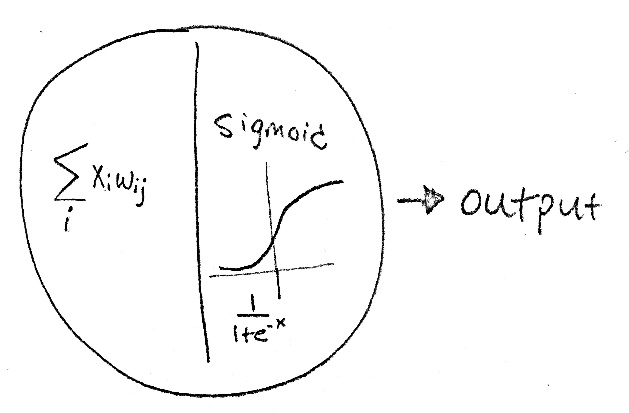 Sigmoid
∑ xᵢwᵢⱼ
i
→ output
1
1+e^-x